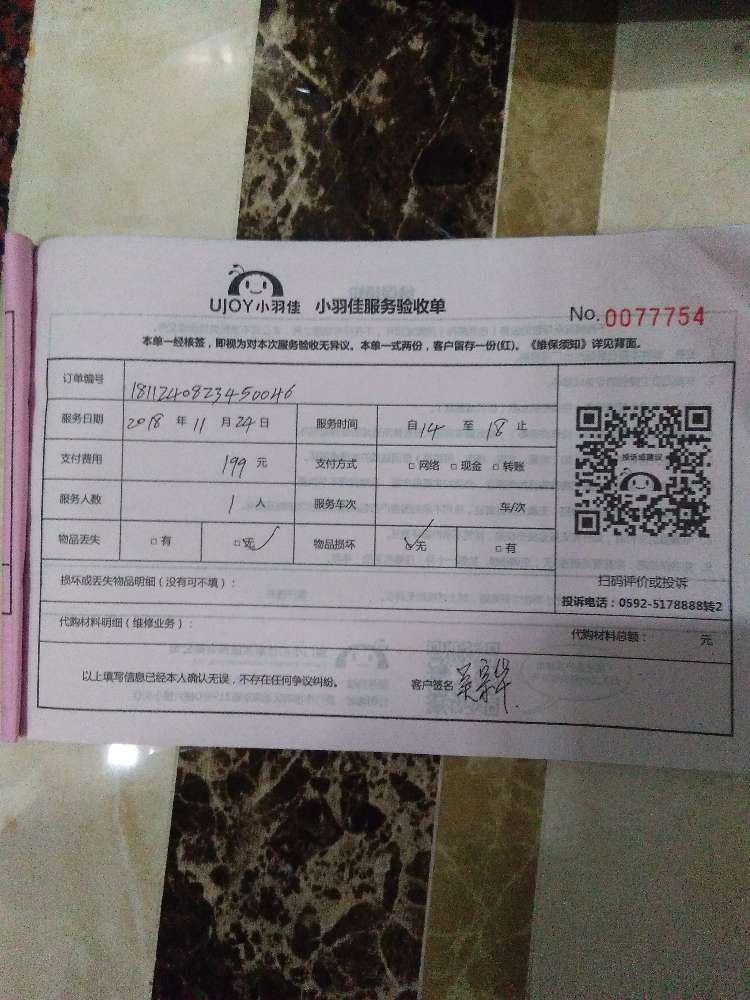 UJOY小羽佳 小羽佳服务验收单
No. 0077754
本单一经核签，即视为对本次服务验收无异议。本单一式两份，客户留存一份(红)。《维保须知》详见背面。
订单编号 1811240823450046
服务日期 2018 年 11 月 24 日 服务时间 自 14 至 18 止
支付费用 199 元 支付方式 □网络 □现金 □转账
投诉或建议
服务人数 1 人 服务车次 车/次
物品丢失 □有 □无 物品损坏 □无 □有
扫码评价或投诉
损坏或丢失物品明细（没有可不填）：
投诉电话：0592-5178888转2
代购材料明细（维修业务）：
代购材料总额： 元
以上填写信息已经本人确认无误，不存在任何争议纠纷。 客户签名